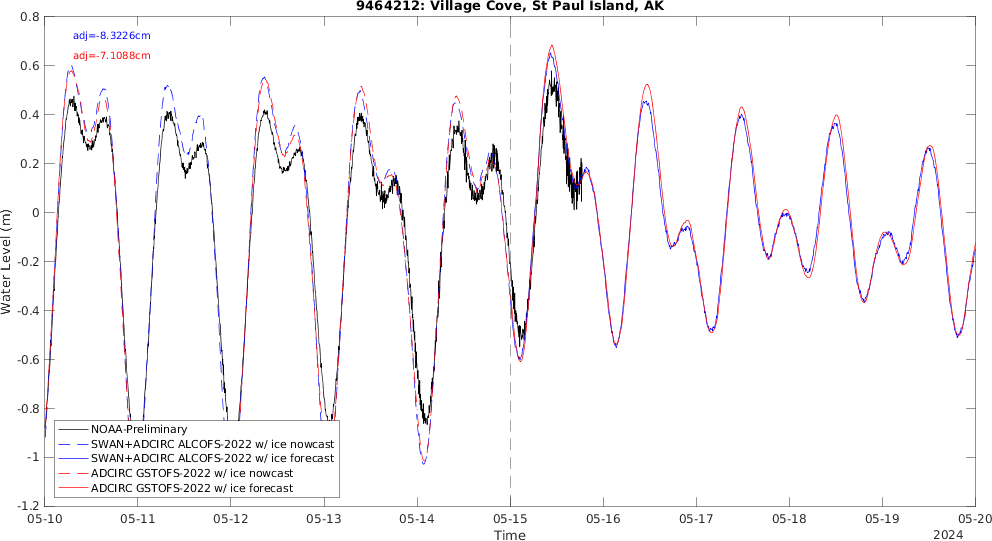 9464212: Village Cove, St Paul Island, AK
adj=-8.3226cm
adj=-7.1088cm
Water Level (m)
0.8
0.6
0.4
0.2
0
-0.2
-0.4
-0.6
-0.8
-1
-1.2
NOAA-Preliminary
SWAN+ADCIRC ALCOFS-2022 w/ ice nowcast
SWAN+ADCIRC ALCOFS-2022 w/ ice forecast
ADCIRC GSTOFS-2022 w/ ice nowcast
ADCIRC GSTOFS-2022 w/ ice forecast
05-10 05-11 05-12 05-13 05-14 05-15 05-16 05-17 05-18 05-19 05-20
Time
2024